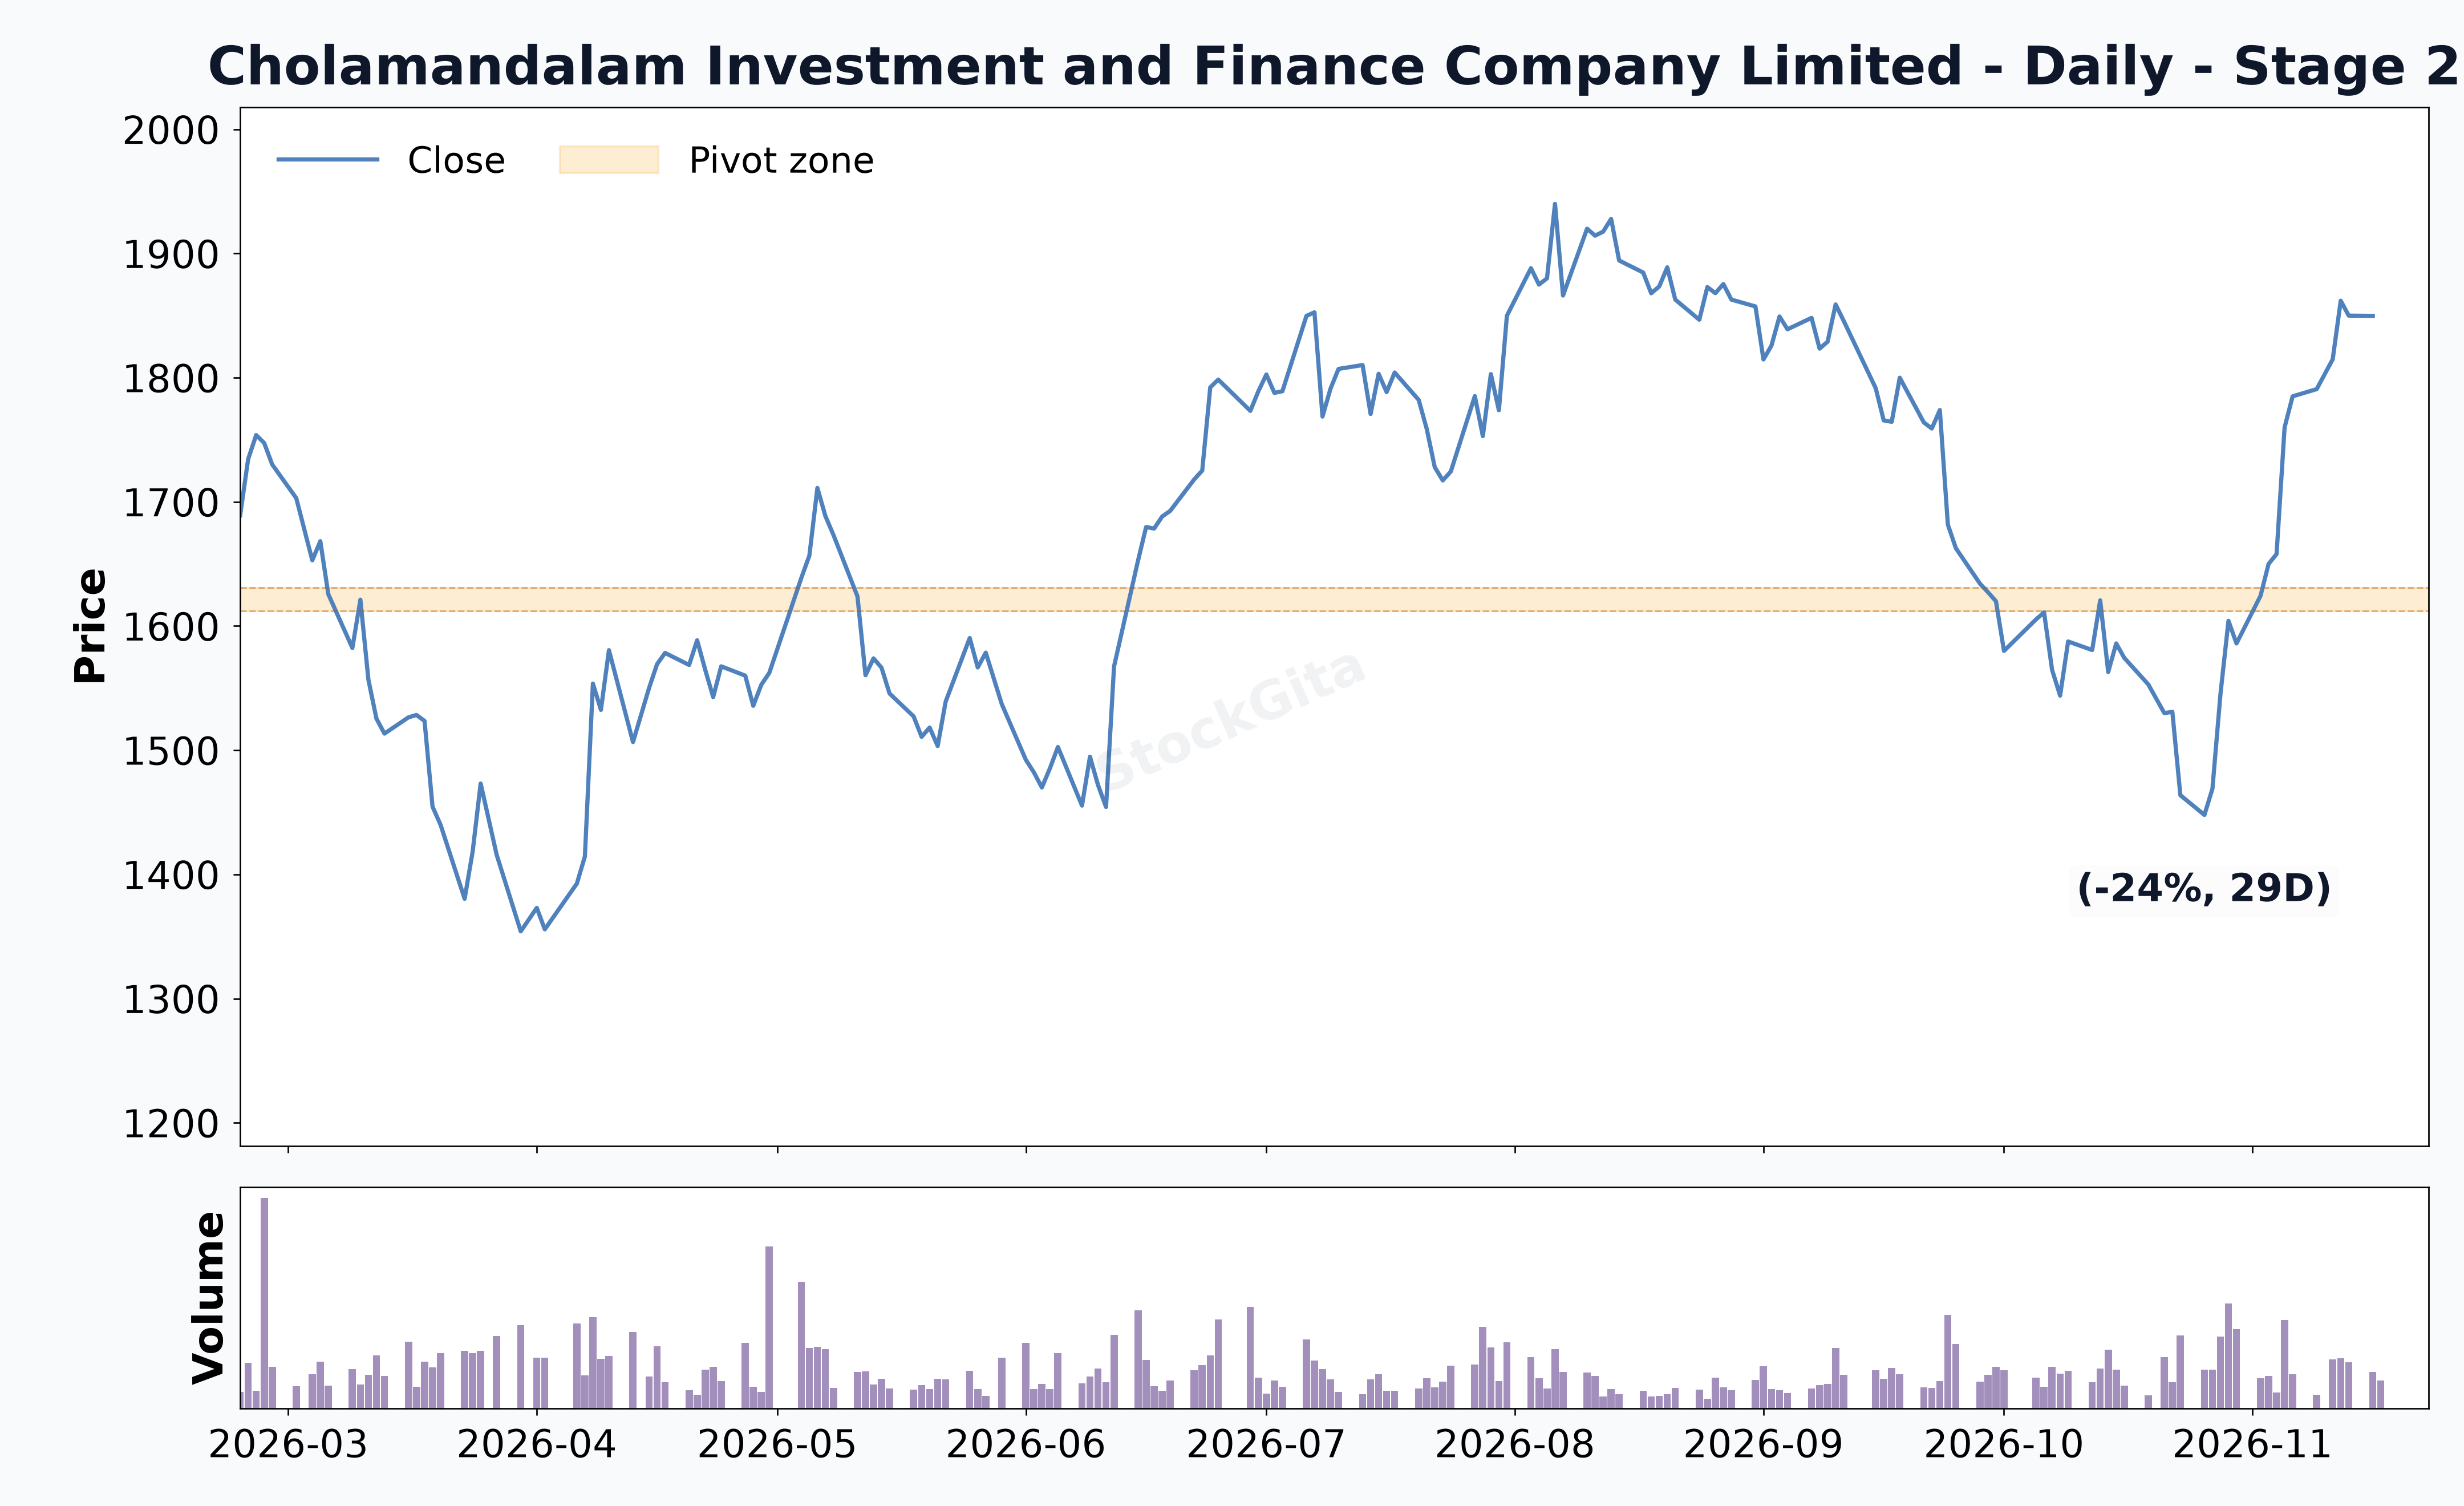 Cholamandalam Investment and Finance Company Limited - Daily - Stage 2
Close
Pivot zone
2000
1900
1800
1700
1600
1500
1400
1300
1200
Price
StockGita
(-24%, 29D)
Volume
2026-03
2026-04
2026-05
2026-06
2026-07
2026-08
2026-09
2026-10
2026-11